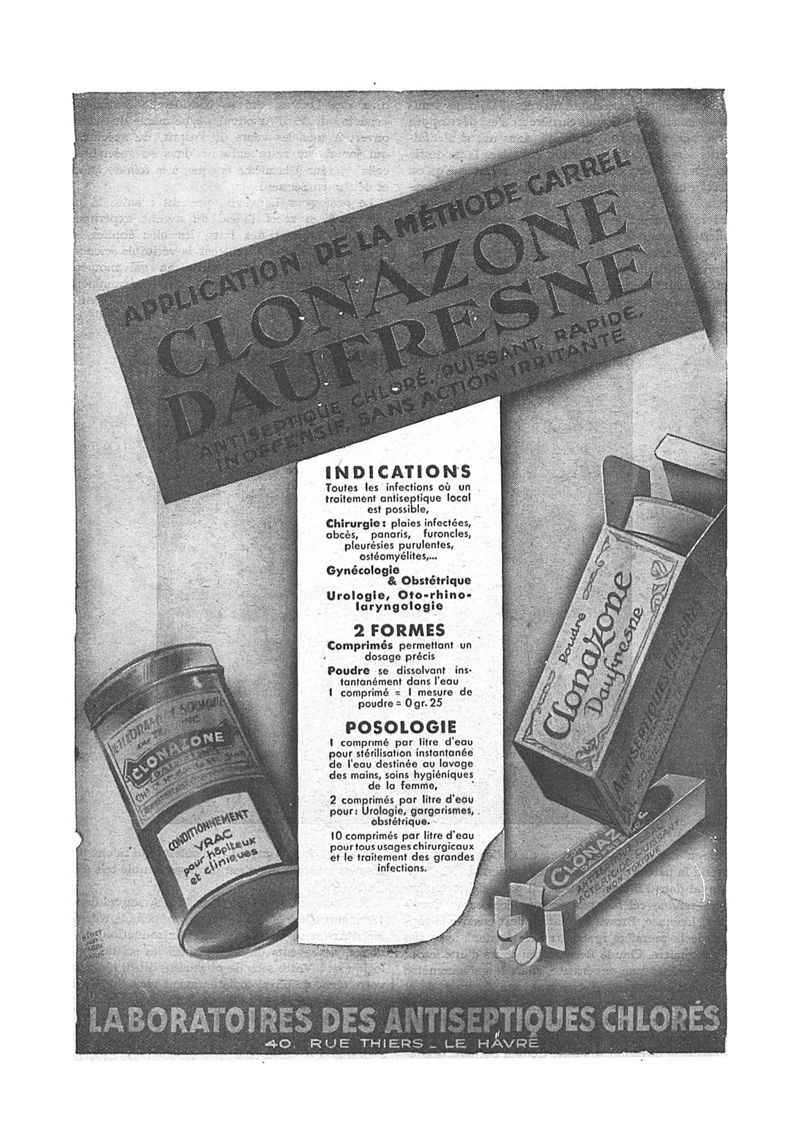 APPLICATION DE LA MÉTHODE CARREL
CLONAZONE
DAUFRESNE
ANTISEPTIQUE CHLORÉ, PUISSANT, RAPIDE,
INOFFENSIF, SANS ACTION IRRITANTE
INDICATIONS
Toutes les infections où un
traitement antiseptique local
est possible,
Chirurgie : plaies infectées,
abcès, panaris, furoncles,
pleurésies purulentes,
ostéomyélites,...
Gynécologie
& Obstétrique
Urologie, Oto-rhino-
laryngologie
2 FORMES
Comprimés permettant un
dosage précis
Poudre se dissolvant ins-
tantanément dans l'eau
1 comprimé = 1 mesure de
poudre = 0 gr. 25
POSOLOGIE
1 comprimé par litre d'eau
pour stérilisation instantanée
de l'eau destinée au lavage
des mains, soins hygiéniques
de la femme,
2 comprimés par litre d'eau
pour : Urologie, gargarismes,
obstétrique.
10 comprimés par litre d'eau
pour tous usages chirurgicaux
et le traitement des grandes
infections.
CLONAZONE
CONDITIONNEMENT
VRAC
pour hôpitaux
et cliniques
Poudre
Clonazone
Daufresne
ANTISEPTIQUE
CLONAZ
LABORATOIRES DES ANTISEPTIQUES CHLORÉS
40, RUE THIERS _ LE HÂVRE